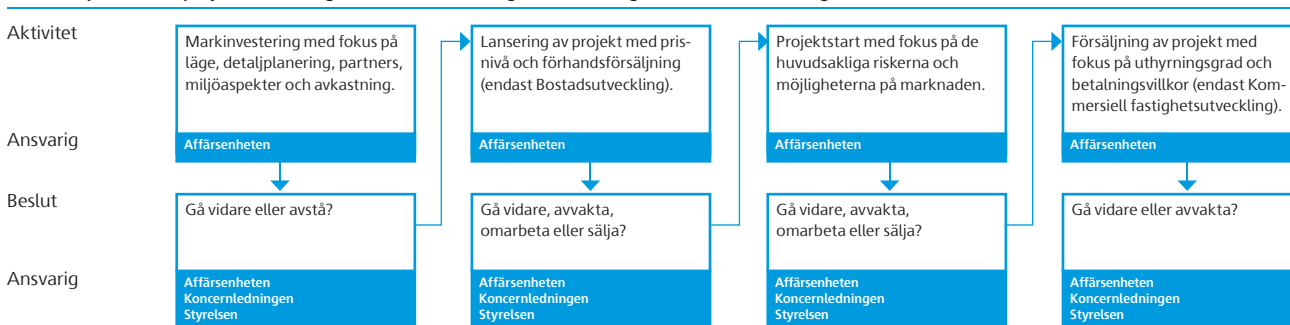 Aktivitet
Markinvestering med fokus på
läge, detaljplanering, partners,
miljöaspekter och avkastning.
Lansering av projekt med pris-
nivå och förhandsförsäljning
(endast Bostadsutveckling).
Projektstart med fokus på de
huvudsakliga riskerna och
möjligheterna på marknaden.
Försäljning av projekt med
fokus på uthyrningsgrad och
betalningsvillkor (endast Kom-
mersiell fastighetsutveckling).
Ansvarig
Affärsenheten
Affärsenheten
Affärsenheten
Affärsenheten
Beslut
Gå vidare eller avstå?
Gå vidare, avvakta,
omarbeta eller sälja?
Gå vidare, avvakta,
omarbeta eller sälja?
Gå vidare eller avvakta?
Ansvarig
Affärsenheten
Koncernledningen
Styrelsen
Affärsenheten
Koncernledningen
Styrelsen
Affärsenheten
Koncernledningen
Styrelsen
Affärsenheten
Koncernledningen
Styrelsen